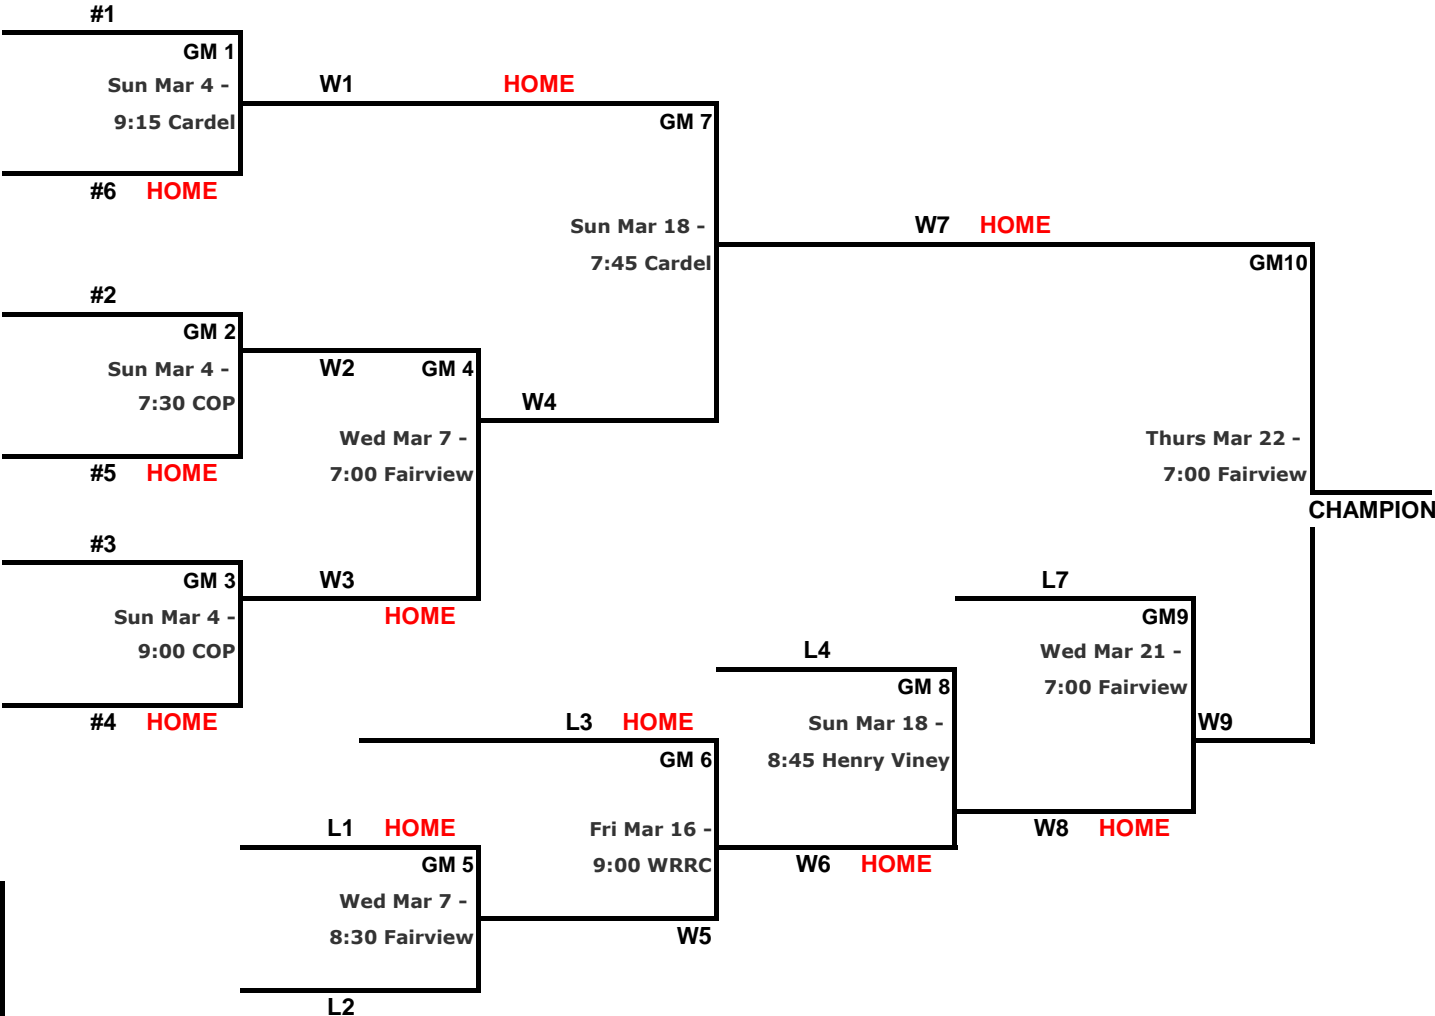 #1
GM 1
Sun Mar 4 -
W1 HOME
9:15 Cardel
GM 7
#6 HOME
Sun Mar 18 -
W7 HOME
7:45 Cardel
GM10
#2
GM 2
Sun Mar 4 -
W2 GM 4
7:30 COP
W4
Wed Mar 7 -
Thurs Mar 22 -
#5 HOME
7:00 Fairview
7:00 Fairview
CHAMPION
#3
GM 3
W3
L7
Sun Mar 4 -
HOME
GM9
9:00 COP
L4
Wed Mar 21 -
GM 8
7:00 Fairview
#4 HOME
L3 HOME
Sun Mar 18 -
W9
GM 6
8:45 Henry Viney
L1 HOME
Fri Mar 16 -
W8 HOME
GM 5
9:00 WRRC
W6 HOME
Wed Mar 7 -
8:30 Fairview
W5
L2